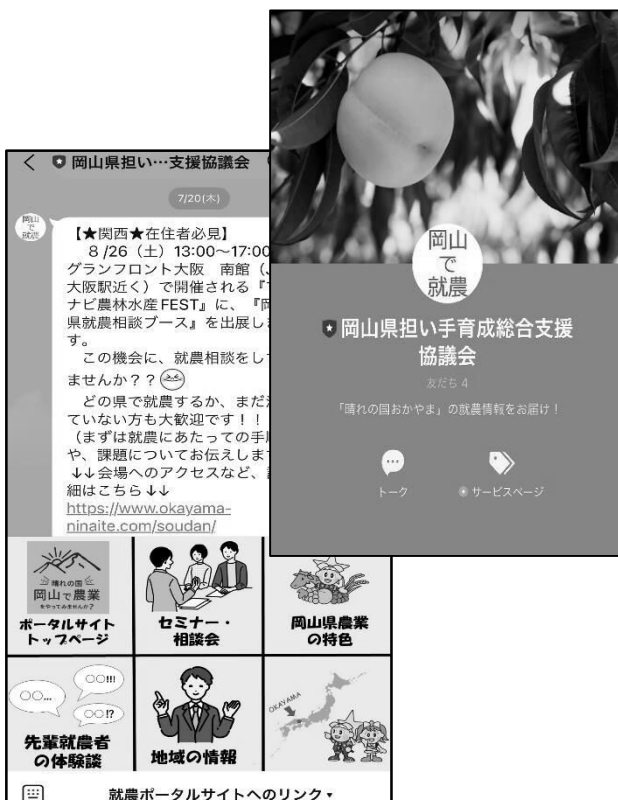 岡山県担い…支援協議会
7/20(木)
岡山
で
就農
【★関西★在住者必見】
8/26（土）13:00～17:00
グランフロント大阪　南館（
大阪駅近く）で開催される『
ナビ農林水産FEST』に、『
県就農相談ブース』を出展し
す。
この機会に、就農相談をし
ませんか？？
どの県で就農するか、まだ
ていない方も大歓迎です！！
（まずは就農にあたっての手
や、課題についてお伝えしま
↓↓会場へのアクセスなど、
細はこちら↓↓
https://www.okayama-
ninaite.com/soudan/
晴れの国
岡山で農業
をやってみませんか？
ポータルサイト
トップページ
セミナー・
相談会
岡山県農業
の特色
○○...
○○!!!
○○!?
先輩就農者
の体験談
地域の情報
OKAYAMA
就農ポータルサイトへのリンク▾
岡山
で
就農
岡山県担い手育成総合支援
協議会
友だち 4
「晴れの国おかやま」の就農情報をお届け！
トーク
サービスページ